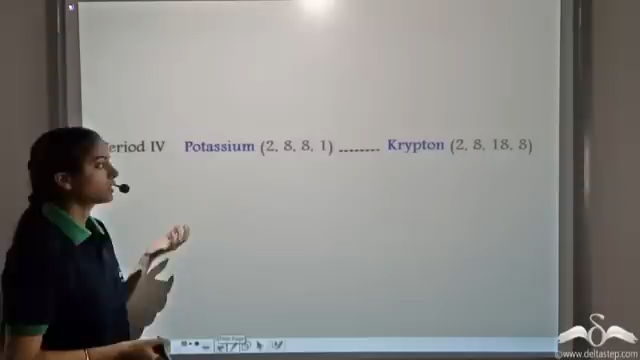 eriod IV Potassium (2, 8, 8, 1) -------- Krypton (2, 8, 18, 8)
©www.deltastep.com